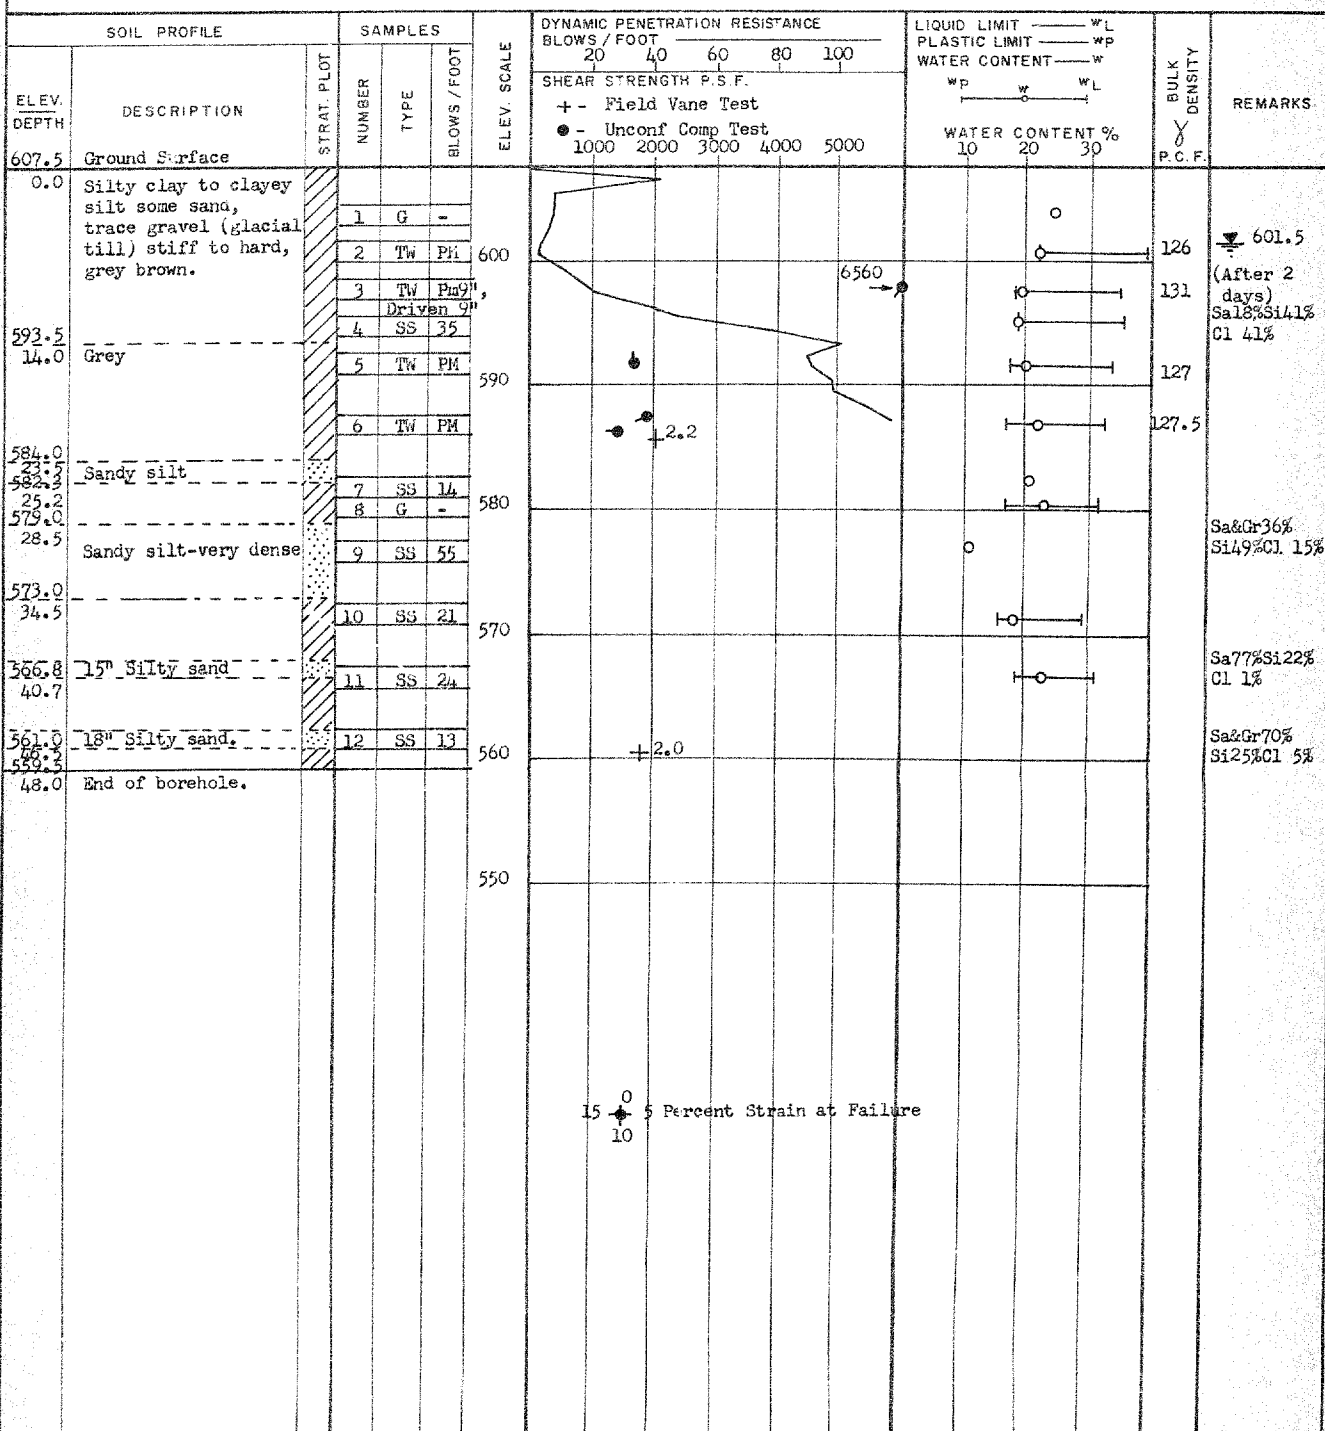 SOIL PROFILE
SAMPLES
ELEV. SCALE
DYNAMIC PENETRATION RESISTANCE
BLOWS / FOOT
20 40 60 80 100
SHEAR STRENGTH P.S.F.
+ - Field Vane Test
● - Unconf Comp Test
1000 2000 3000 4000 5000
LIQUID LIMIT wL
PLASTIC LIMIT wP
WATER CONTENT w
wP w wL
WATER CONTENT %
10 20 30
BULK DENSITY
γ
P.C.F.
REMARKS
ELEV.
DEPTH
DESCRIPTION
STRAT. PLOT
NUMBER
TYPE
BLOWS / FOOT
607.5 Ground Surface
0.0 Silty clay to clayey
silt some sand,
trace gravel (glacial
till) stiff to hard,
grey brown.
1 G -
2 TW PM
3 TW Pm9",
Driven 9"
4 SS 35
593.5
14.0 Grey
5 TW PM
6 TW PM
584.0
23.5 Sandy silt
582.3
25.2
7 SS 14
8 G -
579.0
28.5
Sandy silt-very dense
9 SS 55
573.0
34.5
10 SS 21
566.8 15" Silty sand
40.7
11 SS 24
561.0 18" Silty sand.
46.5
12 SS 13
559.5
48.0 End of borehole.
600
590
580
570
560
550
6560
2.2
2.0
126
131
127
127.5
601.5
(After 2
days)
Sa18%Si41%
Cl 41%
Sa&Gr36%
Si49%Cl 15%
Sa77%Si22%
Cl 1%
Sa&Gr70%
Si25%Cl 5%
0
15 5 Percent Strain at Failure
10